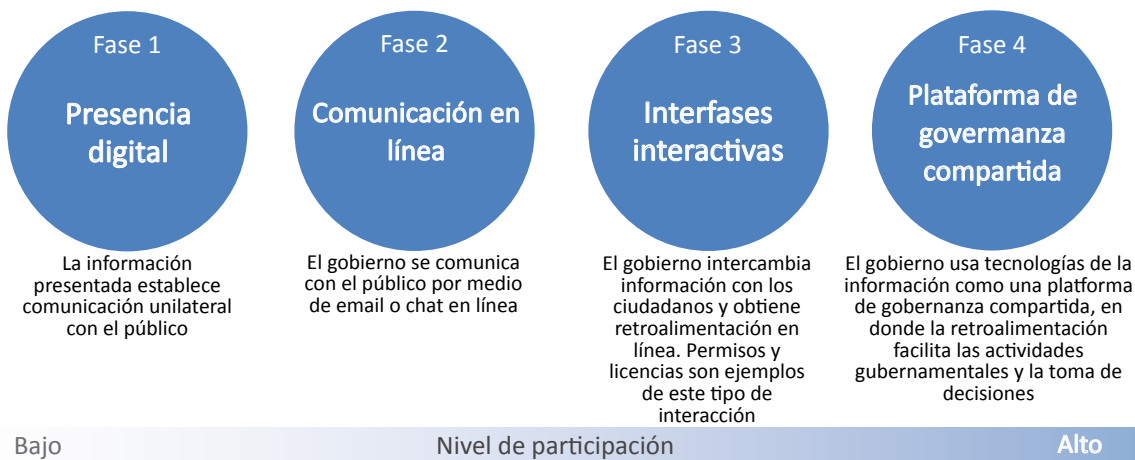 Fase 1
Presencia
digital
La información
presentada establece
comunicación unilateral
con el público
Fase 2
Comunicación en
línea
El gobierno se comunica
con el público por medio
de email o chat en línea
Fase 3
Interfases
interactivas
El gobierno intercambia
información con los
ciudadanos y obtiene
retroalimentación en
línea. Permisos y
licencias son ejemplos
de este tipo de
interacción
Fase 4
Plataforma de
govermanza
compartida
El gobierno usa tecnologías de la
información como una platforma
de gobernanza compartida, en
donde la retroalimentación
facilita las actividades
gubernamentales y la toma de
decisiones
Bajo
Nivel de participación
Alto